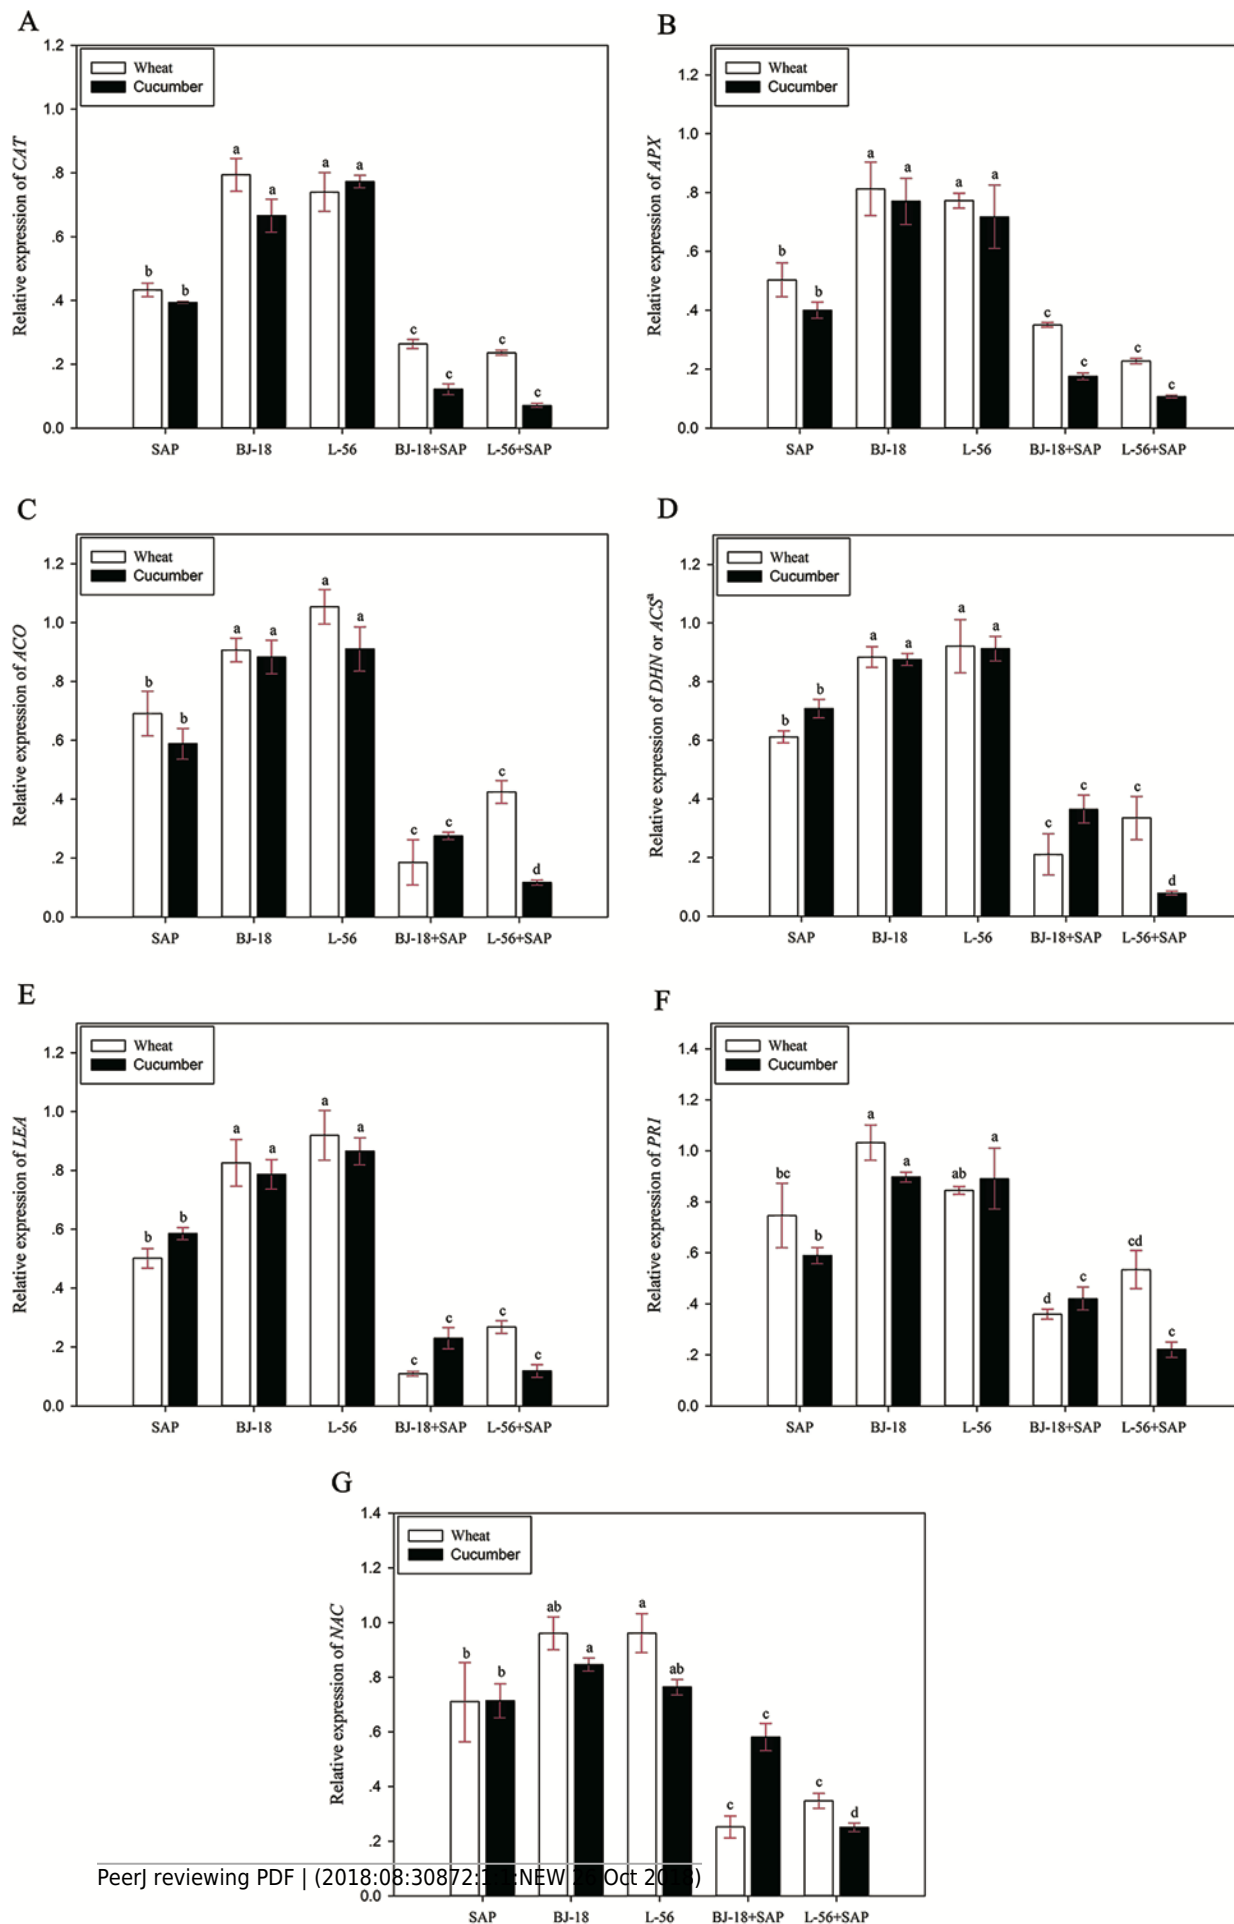 A
Relative expression of CAT
Wheat
Cucumber
1.2
1.0
.8
.6
.4
.2
0.0
b b a a a a c c c c
SAP BJ-18 L-56 BJ-18+SAP L-56+SAP
B
Relative expression of APX
Wheat
Cucumber
1.2
1.0
.8
.6
.4
.2
0.0
b b a a a a c c c c
SAP BJ-18 L-56 BJ-18+SAP L-56+SAP
C
Relative expression of ACO
Wheat
Cucumber
1.2
1.0
.8
.6
.4
.2
0.0
b b a a a a c c c d
SAP BJ-18 L-56 BJ-18+SAP L-56+SAP
D
Relative expression of DHN or ACSª
Wheat
Cucumber
1.2
1.0
.8
.6
.4
.2
0.0
b b a a a a c c c d
SAP BJ-18 L-56 BJ-18+SAP L-56+SAP
E
Relative expression of LEA
Wheat
Cucumber
1.2
1.0
.8
.6
.4
.2
0.0
b b a a a a c c c c
SAP BJ-18 L-56 BJ-18+SAP L-56+SAP
F
Relative expression of PR1
Wheat
Cucumber
1.4
1.2
1.0
.8
.6
.4
.2
0.0
bc b a a ab a d c cd c
SAP BJ-18 L-56 BJ-18+SAP L-56+SAP
G
Relative expression of NAC
Wheat
Cucumber
1.4
1.2
1.0
.8
.6
.4
.2
0.0
b b ab a a ab c c c d
SAP BJ-18 L-56 BJ-18+SAP L-56+SAP
PeerJ reviewing PDF | (2018:08:30872:1:1:NEW 26 Oct 2018)